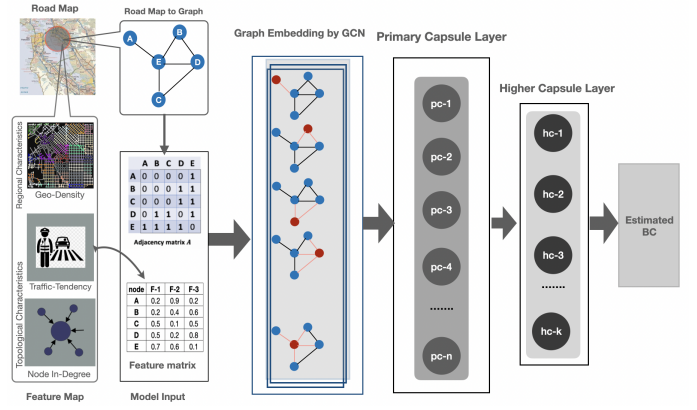 Road Map
Road Map to Graph
A
B
E
D
C
Regional Characteristics
Geo-Density
Topological Characteristics
Traffic-Tendency
Node In-Degree
Feature Map
A B C D E
A 0 0 0 0 1
B 0 0 0 1 1
C 0 0 0 1 1
D 0 1 1 0 1
E 1 1 1 1 0
Adjacency matrix A
node F-1 F-2 F-3
A 0.2 0.9 0.2
B 0.2 0.4 0.6
C 0.5 0.1 0.5
D 0.5 0.2 0.8
E 0.7 0.6 0.1
Feature matrix
Model Input
Graph Embedding by GCN
Primary Capsule Layer
pc-1
pc-2
pc-3
pc-4
.......
pc-n
Higher Capsule Layer
hc-1
hc-2
hc-3
.......
hc-k
Estimated
BC